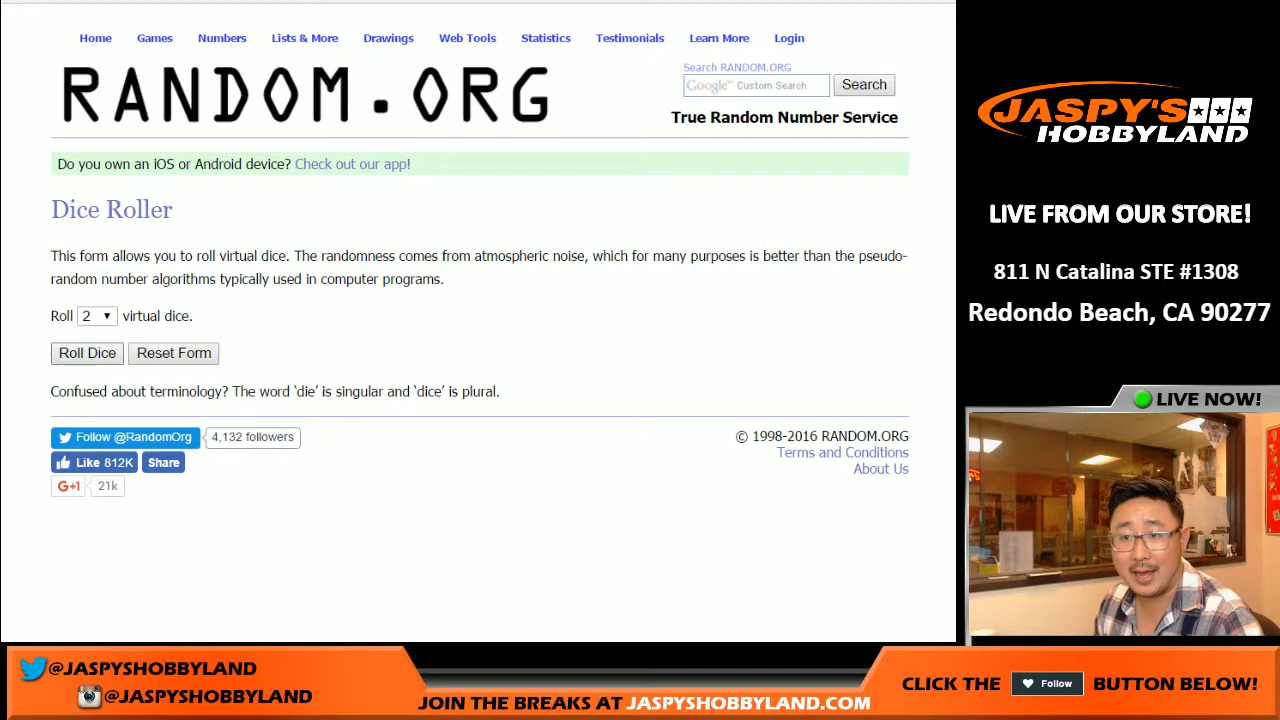 Home Games Numbers Lists & More Drawings Web Tools Statistics Testimonials Learn More Login
RANDOM.ORG
Search RANDOM.ORG
Google™ Custom Search
Search
True Random Number Service
Do you own an iOS or Android device? Check out our app!
Dice Roller
This form allows you to roll virtual dice. The randomness comes from atmospheric noise, which for many purposes is better than the pseudo-
random number algorithms typically used in computer programs.
Roll 2 virtual dice.
Roll Dice Reset Form
Confused about terminology? The word ‘die’ is singular and ‘dice’ is plural.
Follow @RandomOrg 4,132 followers
Like 812K Share
G+1 21k
© 1998-2016 RANDOM.ORG
Terms and Conditions
About Us
JASPY'S
HOBBYLAND
LIVE FROM OUR STORE!
811 N Catalina STE #1308
Redondo Beach, CA 90277
LIVE NOW!
@JASPYSHOBBYLAND
@JASPYSHOBBYLAND
JOIN THE BREAKS AT JASPYSHOBBYLAND.COM
CLICK THE Follow BUTTON BELOW!